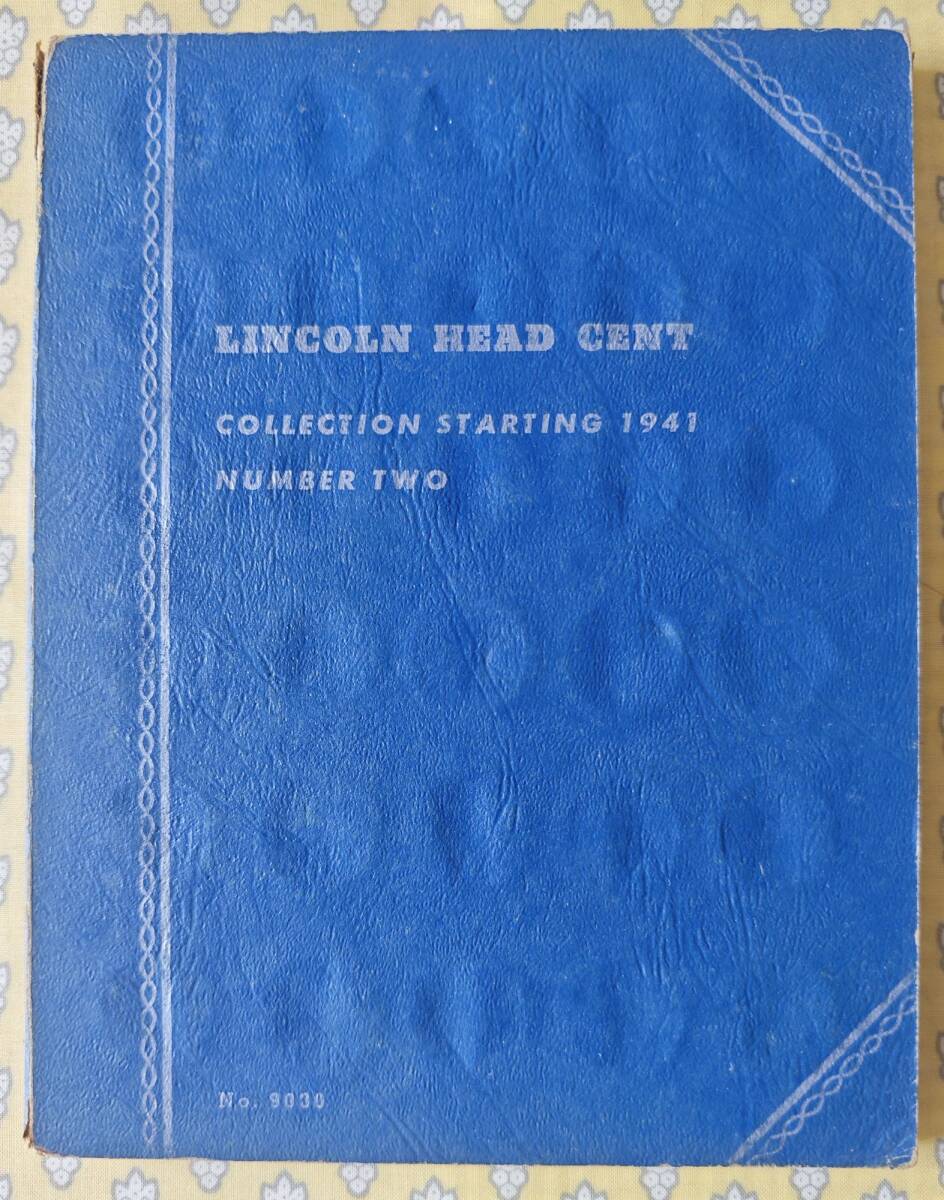 LINCOLN HEAD CENT
COLLECTION STARTING 1941
NUMBER TWO
No. 9030